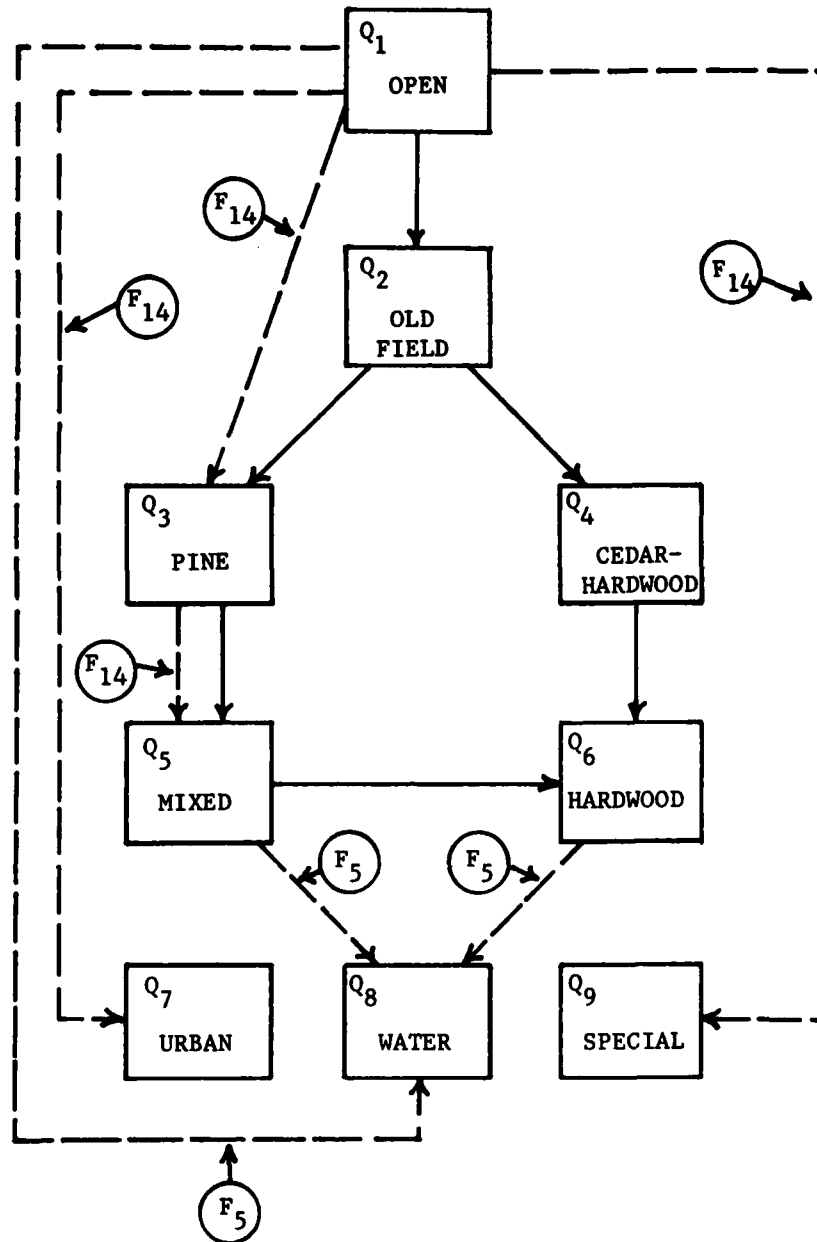 Q1
OPEN
F14
Q2
OLD
FIELD
F14
F14
Q3
PINE
Q4
CEDAR-
HARDWOOD
F14
Q5
MIXED
Q6
HARDWOOD
F5
F5
Q7
URBAN
Q8
WATER
Q9
SPECIAL
F5